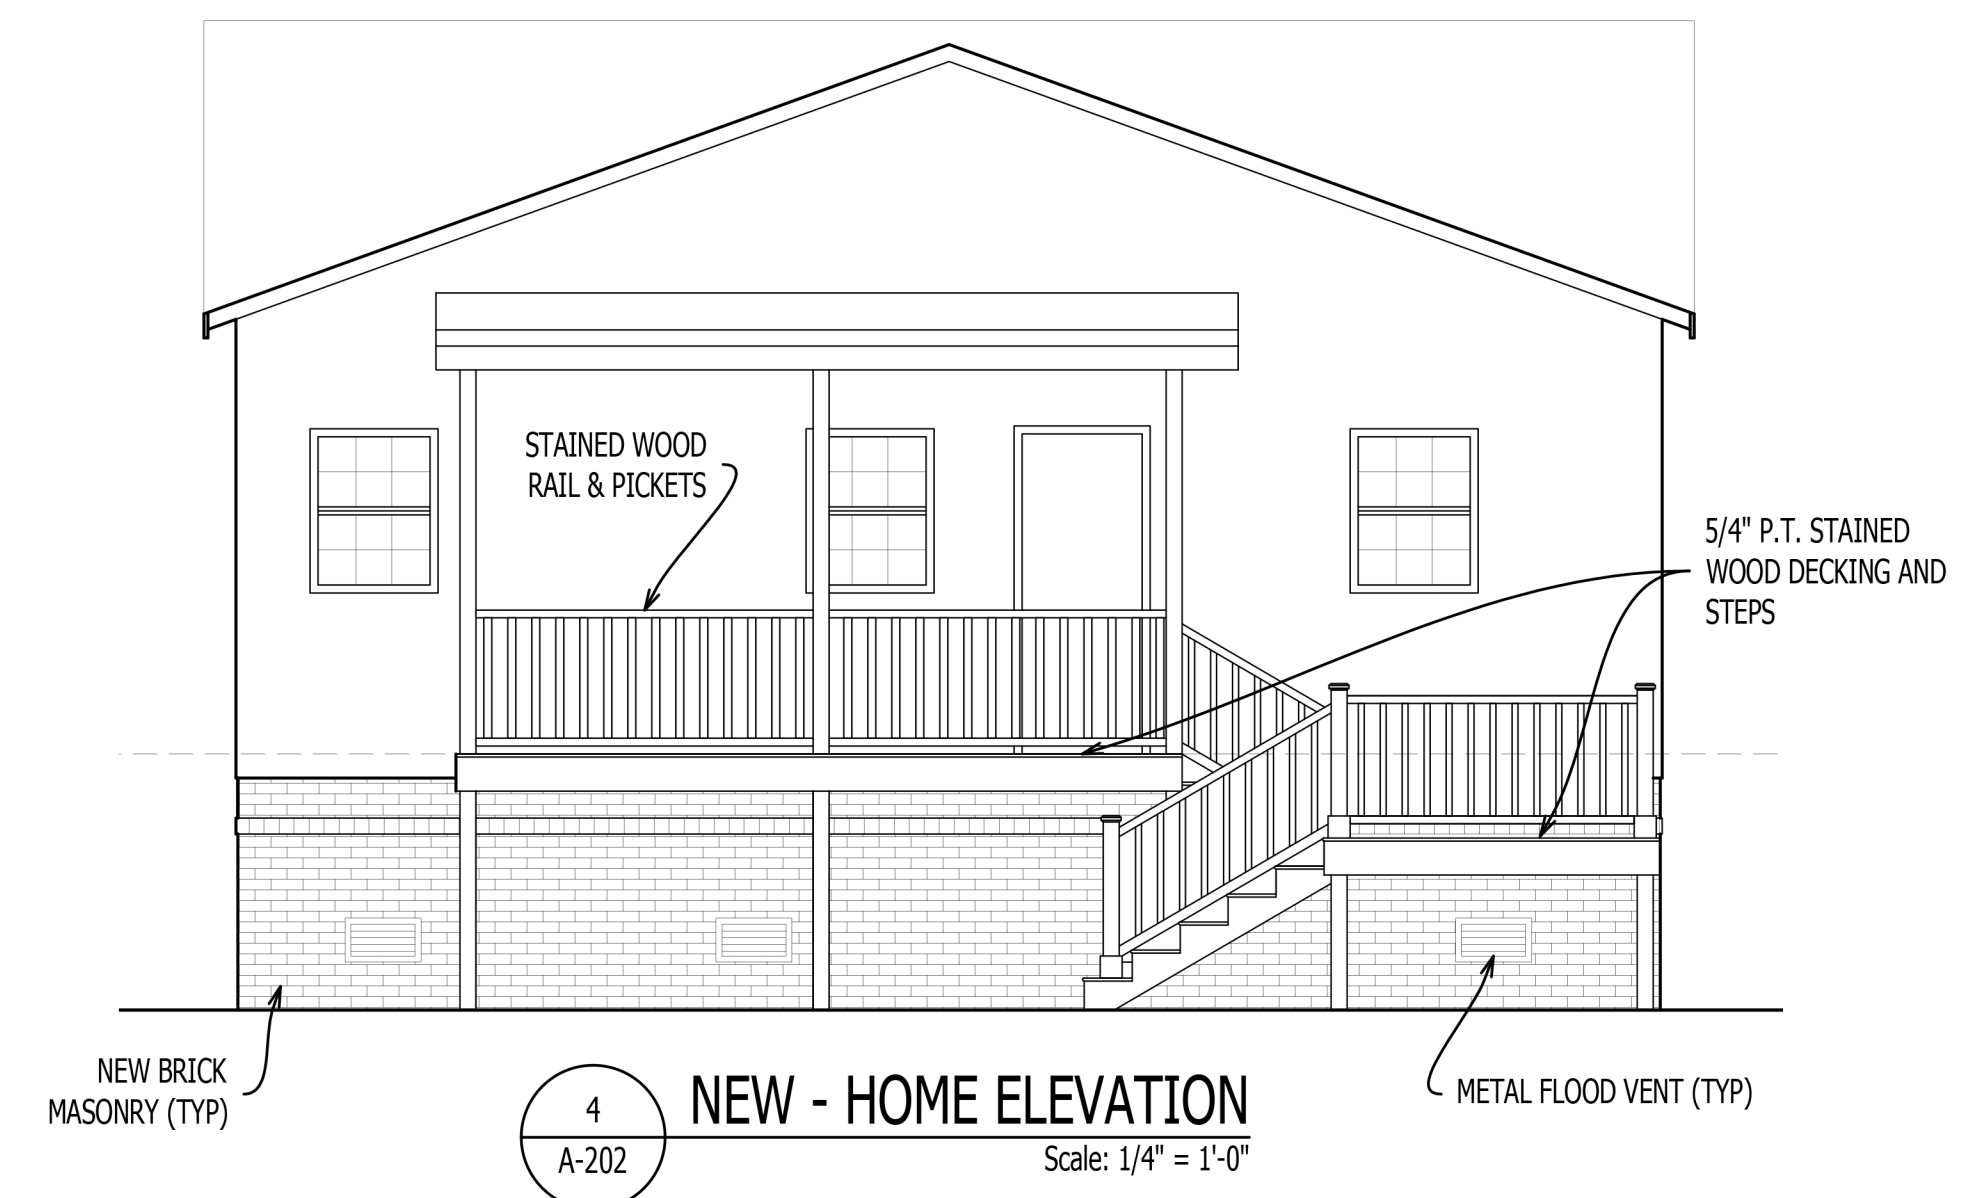 STAINED WOOD
RAIL & PICKETS
5/4" P.T. STAINED
WOOD DECKING AND
STEPS
NEW BRICK
MASONRY (TYP)
METAL FLOOD VENT (TYP)
4
A-202
NEW - HOME ELEVATION
Scale: 1/4" = 1'-0"